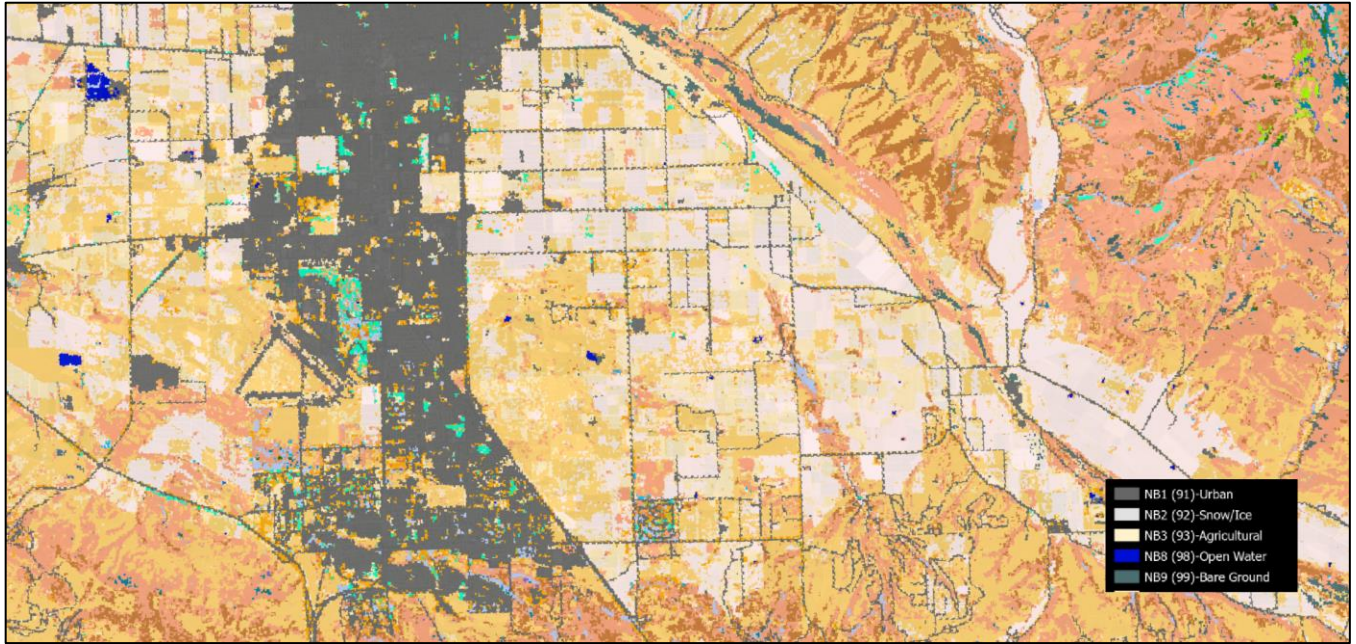 NB1 (91)-Urban
NB2 (92)-Snow/Ice
NB3 (93)-Agricultural
NB8 (98)-Open Water
NB9 (99)-Bare Ground